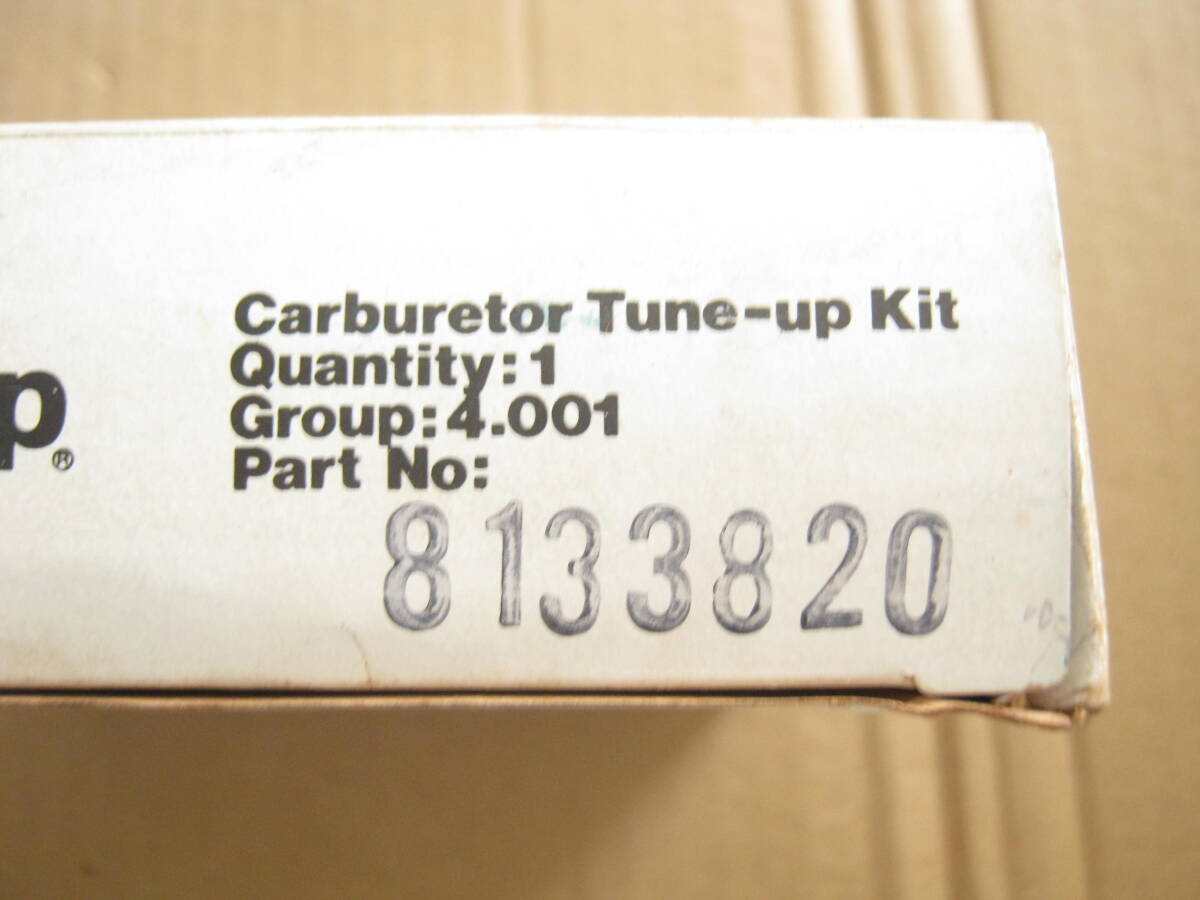 Carburetor Tune-up Kit
Quantity: 1
Group: 4.001
p®
Part No:
8133820